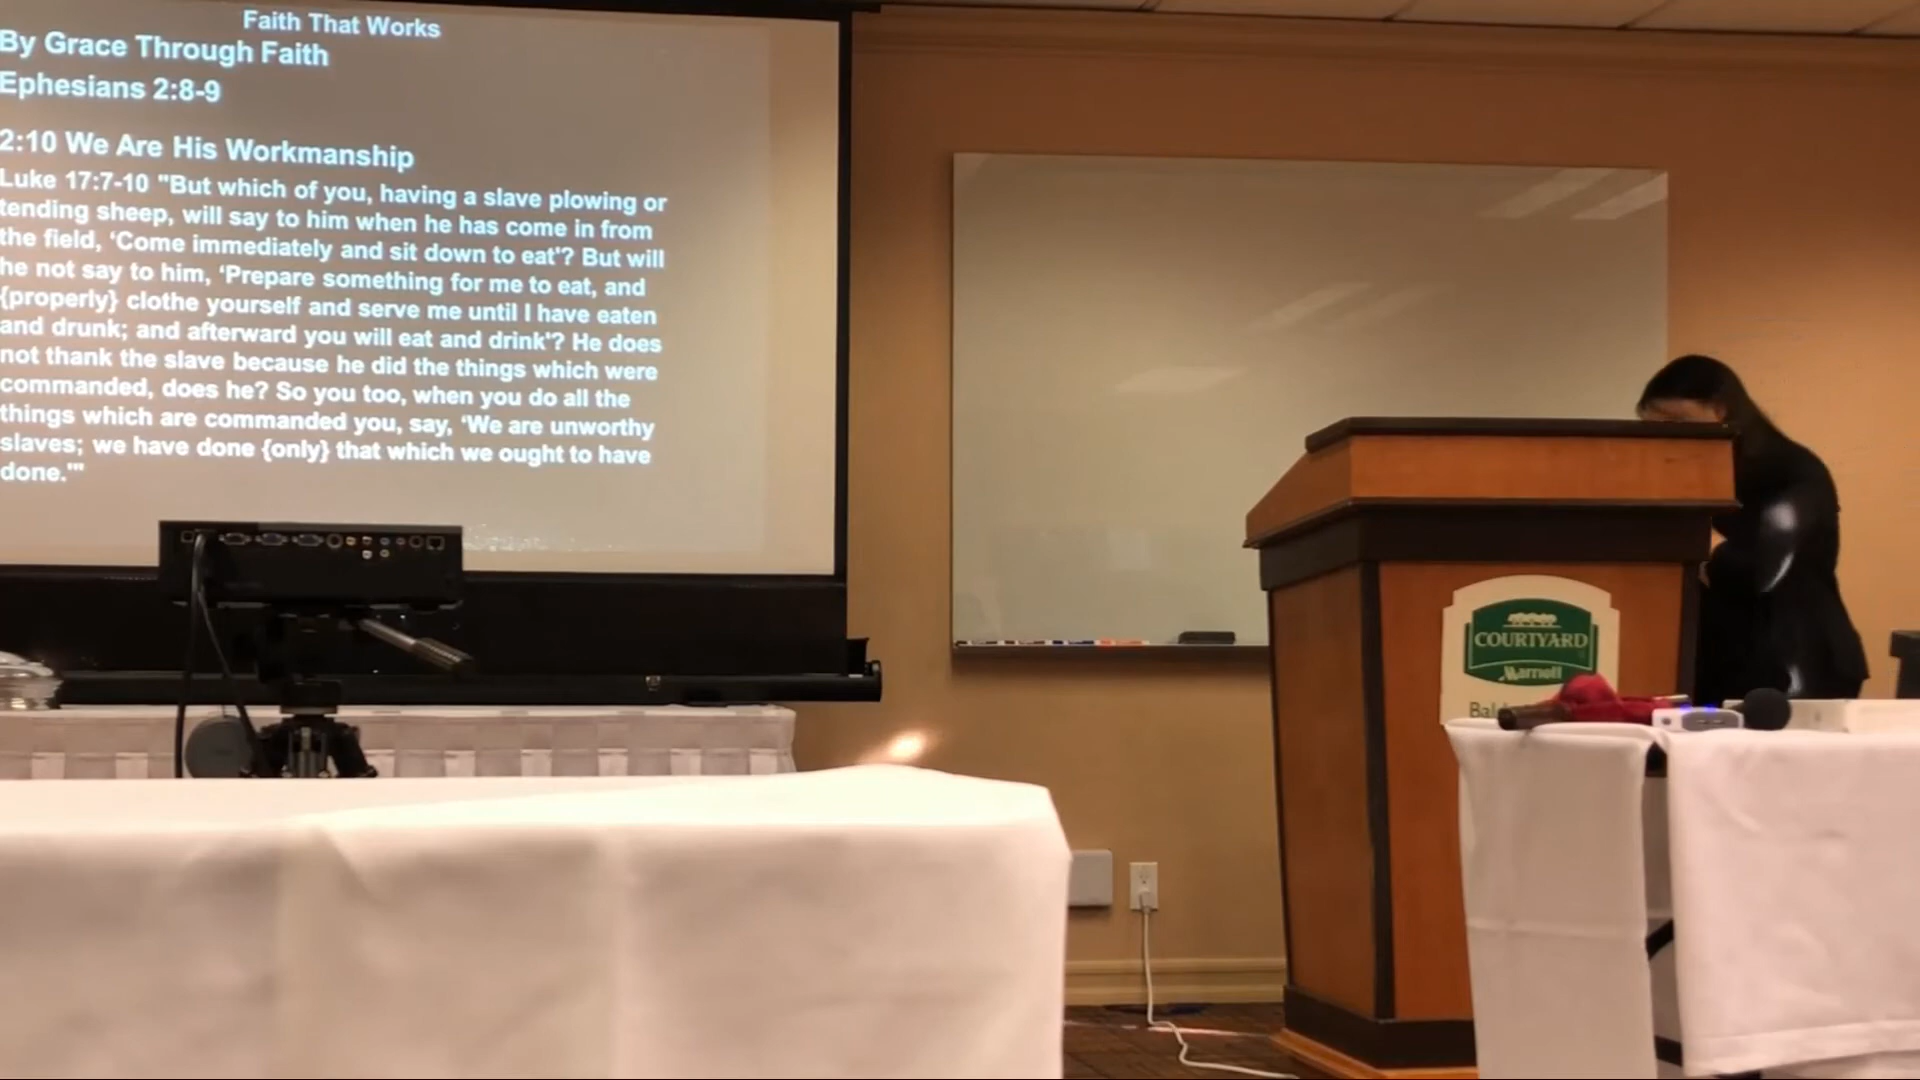 Faith That Works
By Grace Through Faith
Ephesians 2:8-9
2:10 We Are His Workmanship
Luke 17:7-10 "But which of you, having a slave plowing or
tending sheep, will say to him when he has come in from
the field, ‘Come immediately and sit down to eat'? But will
he not say to him, ‘Prepare something for me to eat, and
{properly} clothe yourself and serve me until I have eaten
and drunk; and afterward you will eat and drink'? He does
not thank the slave because he did the things which were
commanded, does he? So you too, when you do all the
things which are commanded you, say, ‘We are unworthy
slaves; we have done {only} that which we ought to have
done.'"
COURTYARD
Marriott